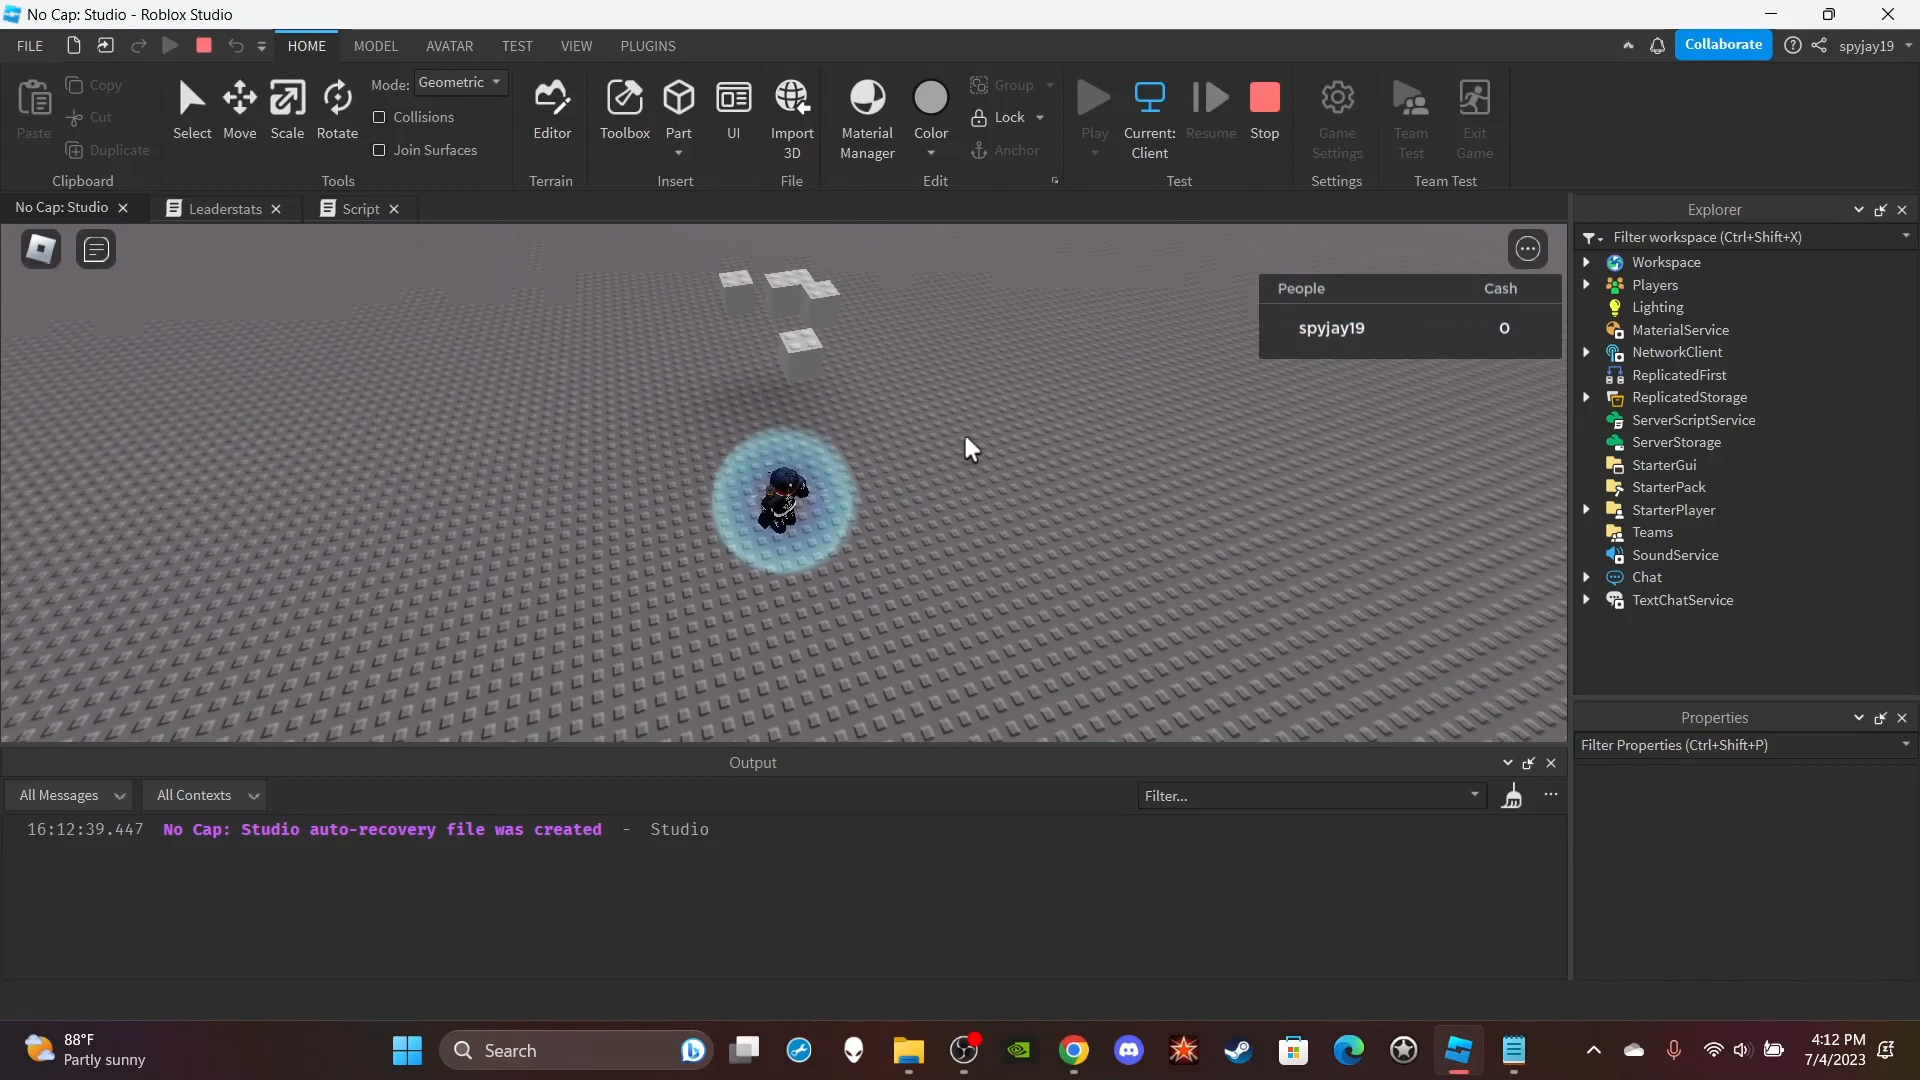 No Cap: Studio - Roblox Studio
FILE
HOME
MODEL
AVATAR
TEST
VIEW
PLUGINS
Collaborate
spyjay19
Paste
Copy
Cut
Duplicate
Clipboard
Select
Move
Scale
Rotate
Mode:
Geometric
Collisions
Join Surfaces
Tools
Editor
Terrain
Toolbox
Part
UI
Insert
Import
3D
File
Material
Manager
Color
Group
Lock
Anchor
Edit
Play
Current:
Client
Resume
Stop
Test
Game
Settings
Settings
Team
Test
Exit
Game
Team Test
No Cap: Studio
Leaderstats
Script
People
Cash
spyjay19
0
Explorer
Filter workspace (Ctrl+Shift+X)
Workspace
Players
Lighting
MaterialService
NetworkClient
ReplicatedFirst
ReplicatedStorage
ServerScriptService
ServerStorage
StarterGui
StarterPack
StarterPlayer
Teams
SoundService
Chat
TextChatService
Properties
Filter Properties (Ctrl+Shift+P)
Output
All Messages
All Contexts
Filter...
16:12:39.447 No Cap: Studio auto-recovery file was created - Studio
88°F
Partly sunny
Search
4:12 PM
7/4/2023